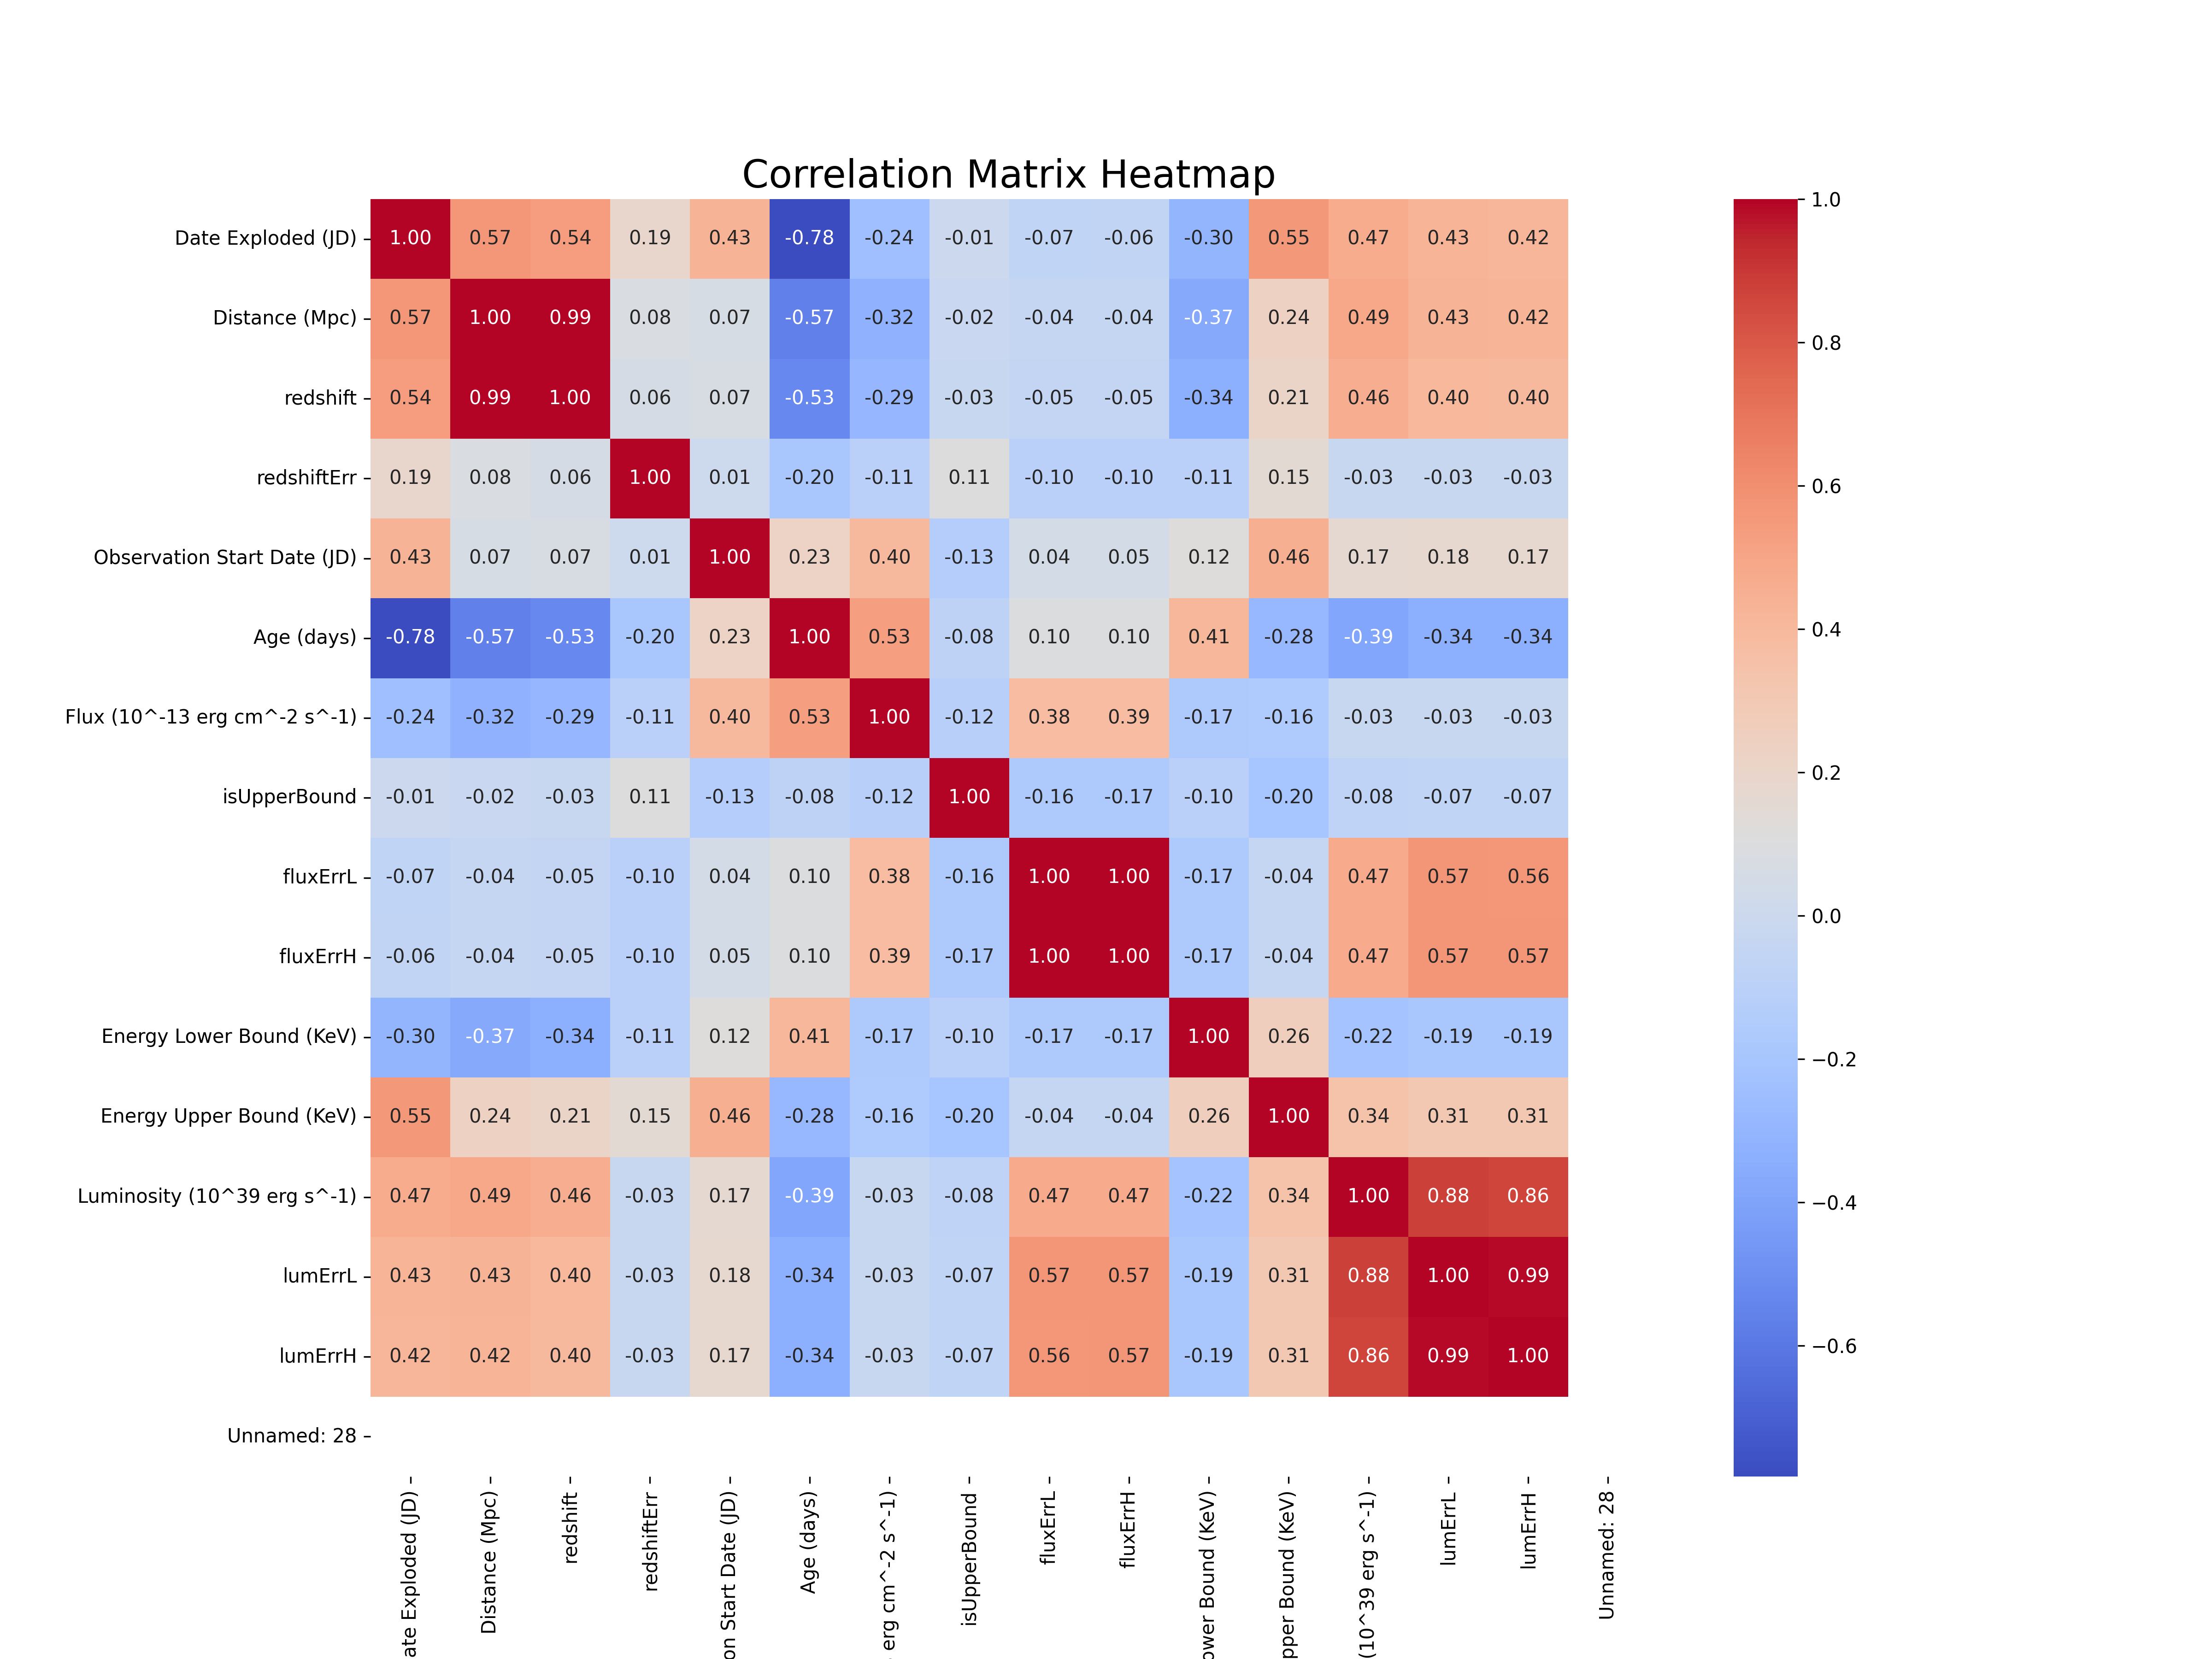 Correlation Matrix Heatmap
Date Exploded (JD) 1.00 0.57 0.54 0.19 0.43 -0.78 -0.24 -0.01 -0.07 -0.06 -0.30 0.55 0.47 0.43 0.42
Distance (Mpc) 0.57 1.00 0.99 0.08 0.07 -0.57 -0.32 -0.02 -0.04 -0.04 -0.37 0.24 0.49 0.43 0.42
redshift 0.54 0.99 1.00 0.06 0.07 -0.53 -0.29 -0.03 -0.05 -0.05 -0.34 0.21 0.46 0.40 0.40
redshiftErr 0.19 0.08 0.06 1.00 0.01 -0.20 -0.11 0.11 -0.10 -0.10 -0.11 0.15 -0.03 -0.03 -0.03
Observation Start Date (JD) 0.43 0.07 0.07 0.01 1.00 0.23 0.40 -0.13 0.04 0.05 0.12 0.46 0.17 0.18 0.17
Age (days) -0.78 -0.57 -0.53 -0.20 0.23 1.00 0.53 -0.08 0.10 0.10 0.41 -0.28 -0.39 -0.34 -0.34
Flux (10^-13 erg cm^-2 s^-1) -0.24 -0.32 -0.29 -0.11 0.40 0.53 1.00 -0.12 0.38 0.39 -0.17 -0.16 -0.03 -0.03 -0.03
isUpperBound -0.01 -0.02 -0.03 0.11 -0.13 -0.08 -0.12 1.00 -0.16 -0.17 -0.10 -0.20 -0.08 -0.07 -0.07
fluxErrL -0.07 -0.04 -0.05 -0.10 0.04 0.10 0.38 -0.16 1.00 1.00 -0.17 -0.04 0.47 0.57 0.56
fluxErrH -0.06 -0.04 -0.05 -0.10 0.05 0.10 0.39 -0.17 1.00 1.00 -0.17 -0.04 0.47 0.57 0.57
Energy Lower Bound (KeV) -0.30 -0.37 -0.34 -0.11 0.12 0.41 -0.17 -0.10 -0.17 -0.17 1.00 0.26 -0.22 -0.19 -0.19
Energy Upper Bound (KeV) 0.55 0.24 0.21 0.15 0.46 -0.28 -0.16 -0.20 -0.04 -0.04 0.26 1.00 0.34 0.31 0.31
Luminosity (10^39 erg s^-1) 0.47 0.49 0.46 -0.03 0.17 -0.39 -0.03 -0.08 0.47 0.47 -0.22 0.34 1.00 0.88 0.86
lumErrL 0.43 0.43 0.40 -0.03 0.18 -0.34 -0.03 -0.07 0.57 0.57 -0.19 0.31 0.88 1.00 0.99
lumErrH 0.42 0.42 0.40 -0.03 0.17 -0.34 -0.03 -0.07 0.56 0.57 -0.19 0.31 0.86 0.99 1.00
Unnamed: 28
ate Exploded (JD)
Distance (Mpc)
redshift
redshiftErr
on Start Date (JD)
Age (days)
erg cm^-2 s^-1)
isUpperBound
fluxErrL
fluxErrH
ower Bound (KeV)
pper Bound (KeV)
(10^39 erg s^-1)
lumErrL
lumErrH
Unnamed: 28
1.0
0.8
0.6
0.4
0.2
0.0
−0.2
−0.4
−0.6